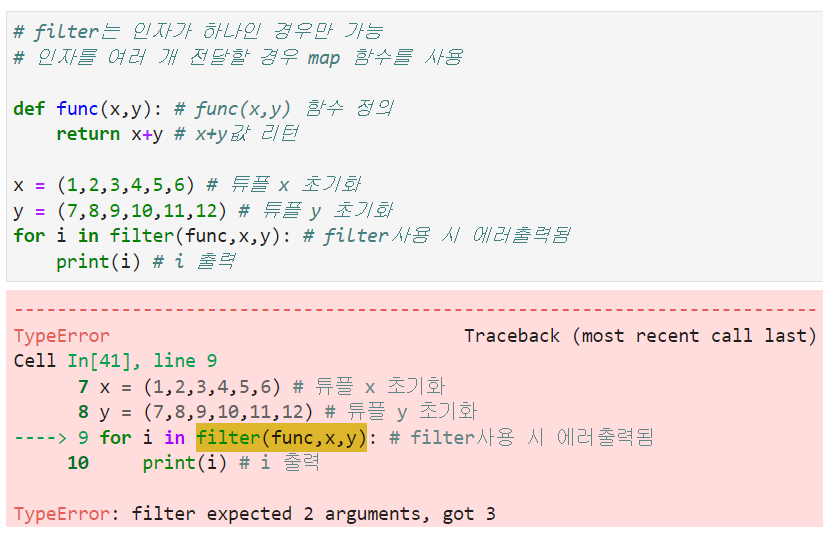 # filter는 인자가 하나인 경우만 가능
# 인자를 여러 개 전달할 경우 map 함수를 사용
def func(x,y): # func(x,y) 함수 정의
    return x+y # x+y값 리턴
x = (1,2,3,4,5,6) # 튜플 x 초기화
y = (7,8,9,10,11,12) # 튜플 y 초기화
for i in filter(func,x,y): # filter사용 시 에러출력됨
    print(i) # i 출력
---------------------------------------------------------------------------
TypeError                                 Traceback (most recent call last)
Cell In[41], line 9
      7 x = (1,2,3,4,5,6) # 튜플 x 초기화
      8 y = (7,8,9,10,11,12) # 튜플 y 초기화
----> 9 for i in filter(func,x,y): # filter사용 시 에러출력됨
     10     print(i) # i 출력
TypeError: filter expected 2 arguments, got 3